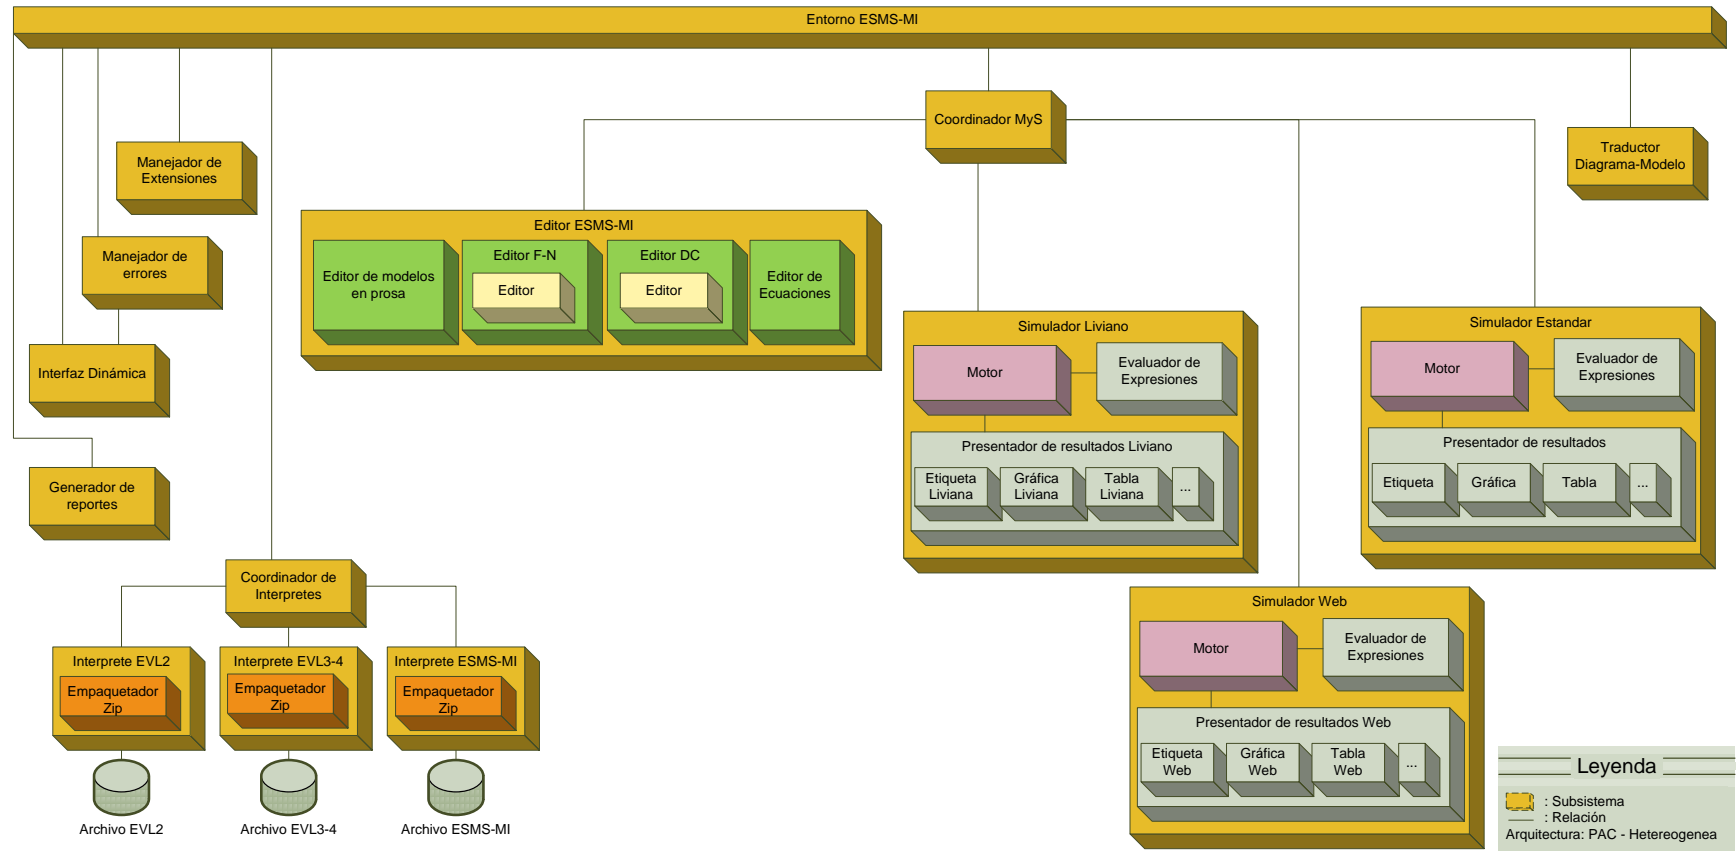 Entorno ESMS-MI
Coordinador MyS
Traductor
Diagrama-Modelo
Manejador de
Extensiones
Manejador de
errores
Interfaz Dinámica
Generador de
reportes
Editor ESMS-MI
Editor de modelos
en prosa
Editor F-N
Editor
Editor DC
Editor
Editor de
Ecuaciones
Simulador Liviano
Motor
Evaluador de
Expresiones
Presentador de resultados Liviano
Etiqueta
Liviana
Gráfica
Liviana
Tabla
Liviana
...
Simulador Estandar
Motor
Evaluador de
Expresiones
Presentador de resultados
Etiqueta
Gráfica
Tabla
...
Coordinador de
Interpretes
Interprete EVL2
Empaquetador
Zip
Interprete EVL3-4
Empaquetador
Zip
Interprete ESMS-MI
Empaquetador
Zip
Archivo EVL2
Archivo EVL3-4
Archivo ESMS-MI
Simulador Web
Motor
Evaluador de
Expresiones
Presentador de resultados Web
Etiqueta
Web
Gráfica
Web
Tabla
Web
...
Leyenda
: Subsistema
: Relación
Arquitectura: PAC - Hetereogenea